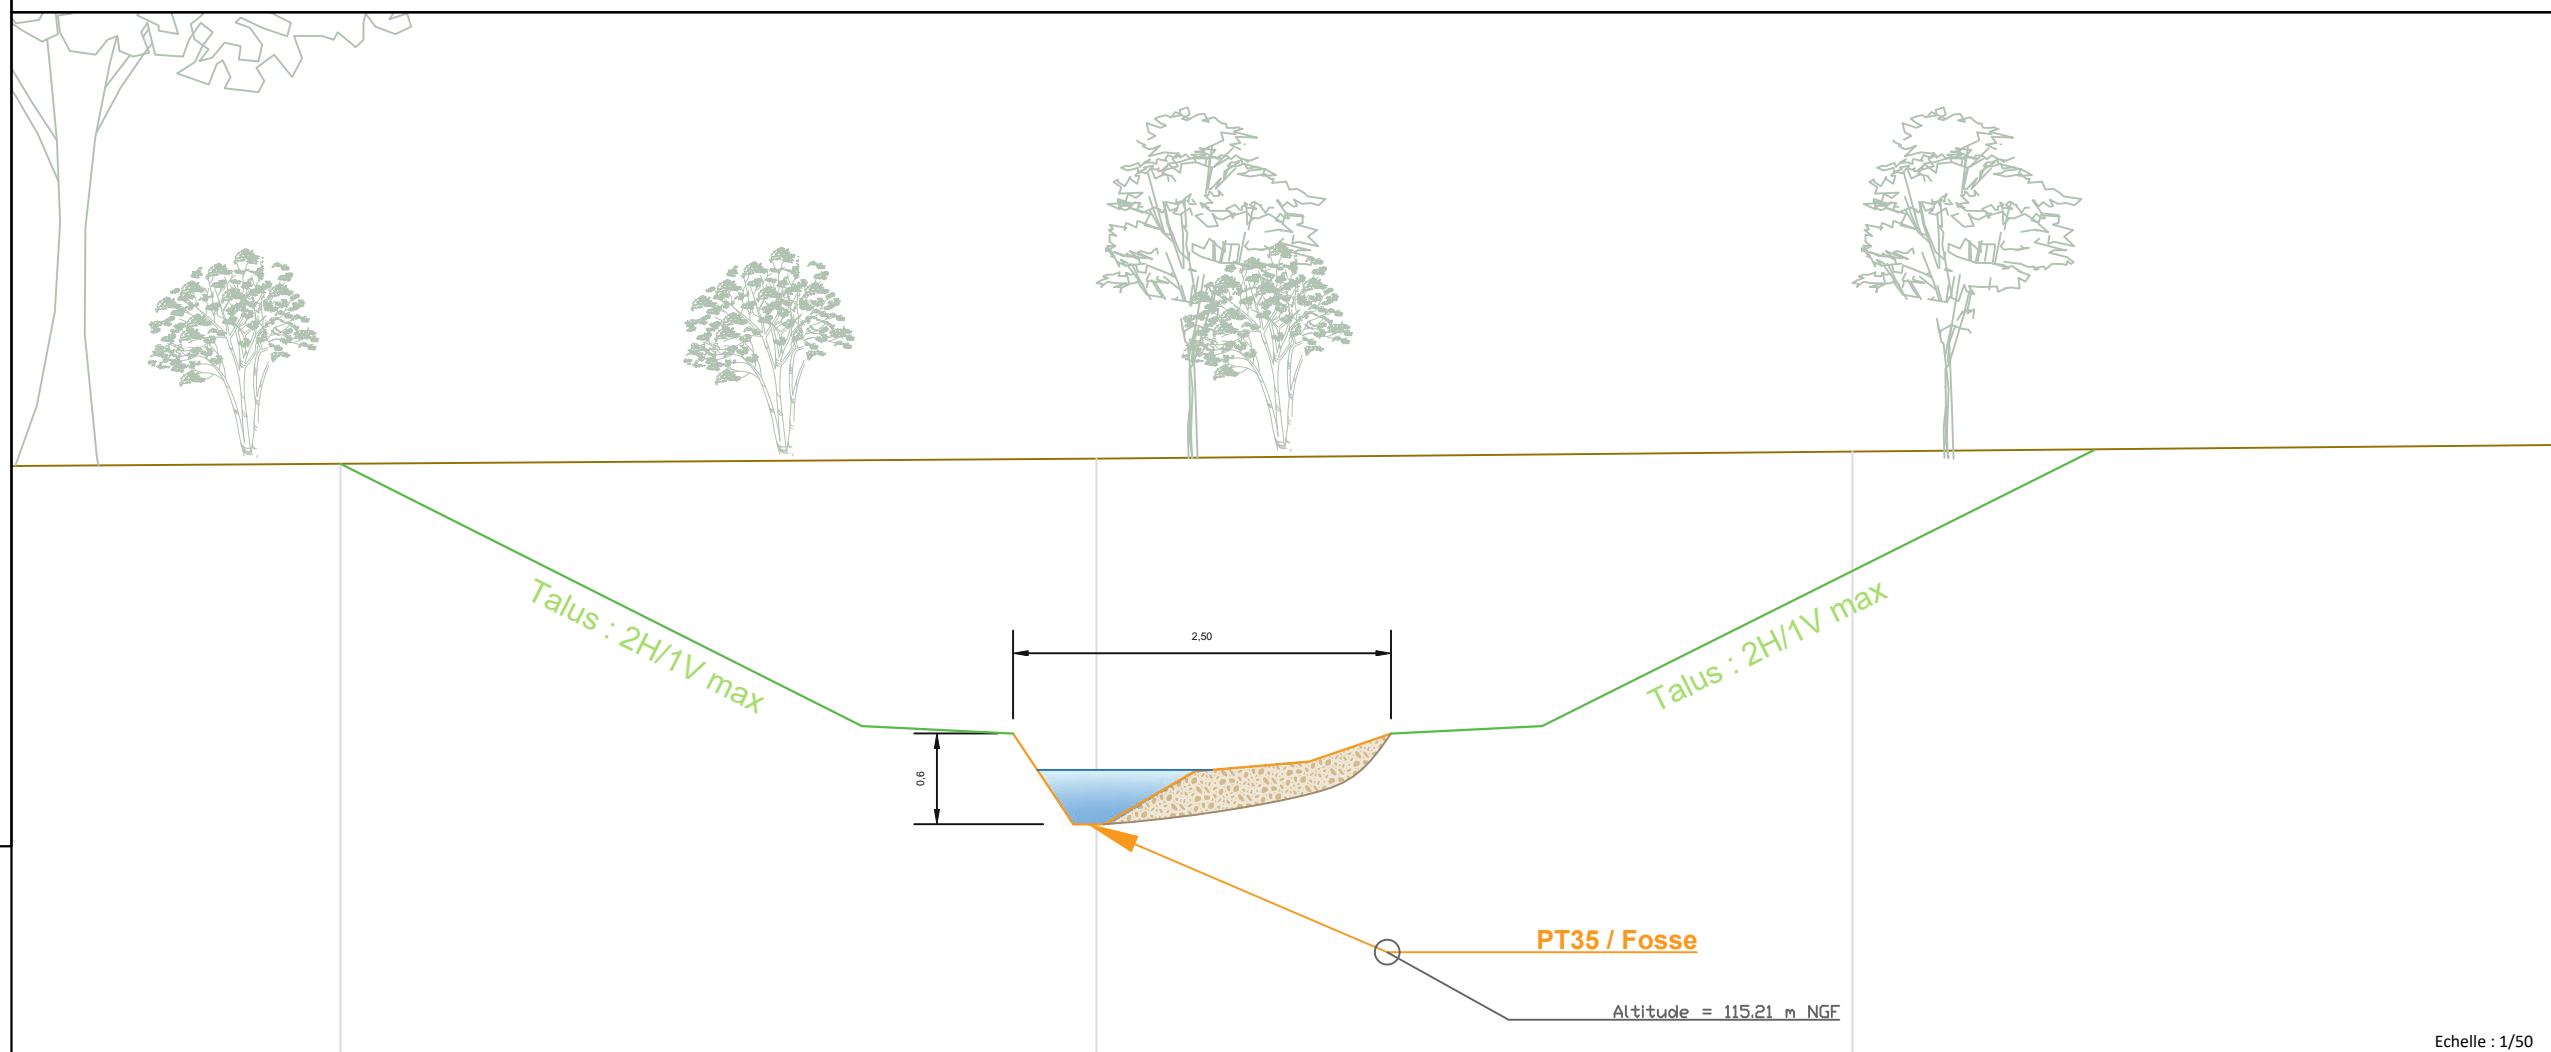 Talus : 2H/1V max
Talus : 2H/1V max
2,50
0,6
PT35 / Fosse
Altitude = 115.21 m NGF
Echelle : 1/50